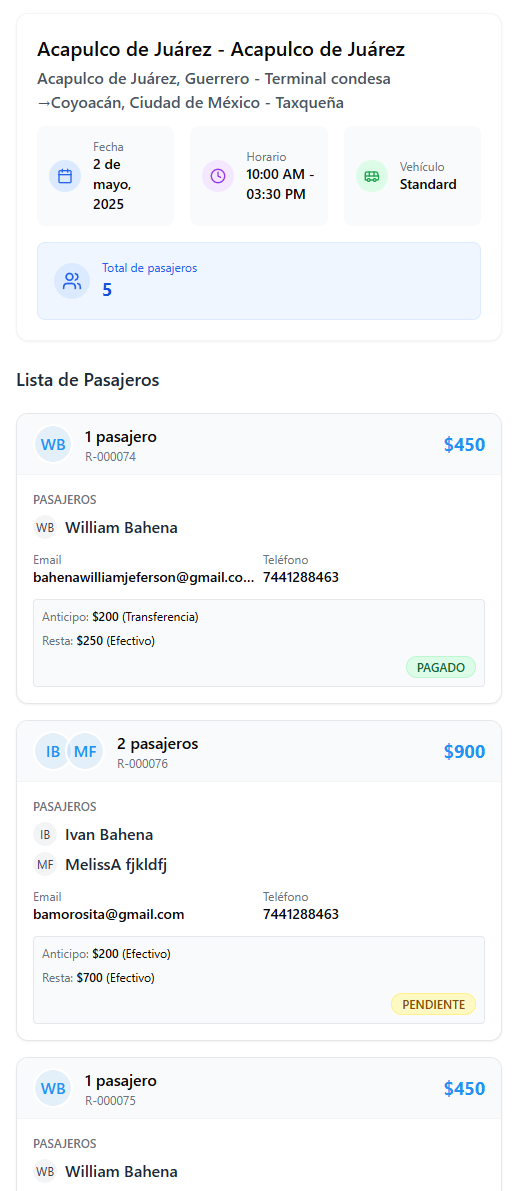 Acapulco de Juárez - Acapulco de Juárez
Acapulco de Juárez, Guerrero - Terminal condesa
→Coyoacán, Ciudad de México - Taxqueña
Fecha
2 de
mayo,
2025
Horario
10:00 AM -
03:30 PM
Vehículo
Standard
Total de pasajeros
5
Lista de Pasajeros
WB
1 pasajero
R-000074
$450
PASAJEROS
WB William Bahena
Email
bahenawilliamjeferson@gmail.co...
Teléfono
7441288463
Anticipo: $200 (Transferencia)
Resta: $250 (Efectivo)
PAGADO
IB MF
2 pasajeros
R-000076
$900
PASAJEROS
IB Ivan Bahena
MF MelissA fjkldfj
Email
bamorosita@gmail.com
Teléfono
7441288463
Anticipo: $200 (Efectivo)
Resta: $700 (Efectivo)
PENDIENTE
WB
1 pasajero
R-000075
$450
PASAJEROS
WB William Bahena